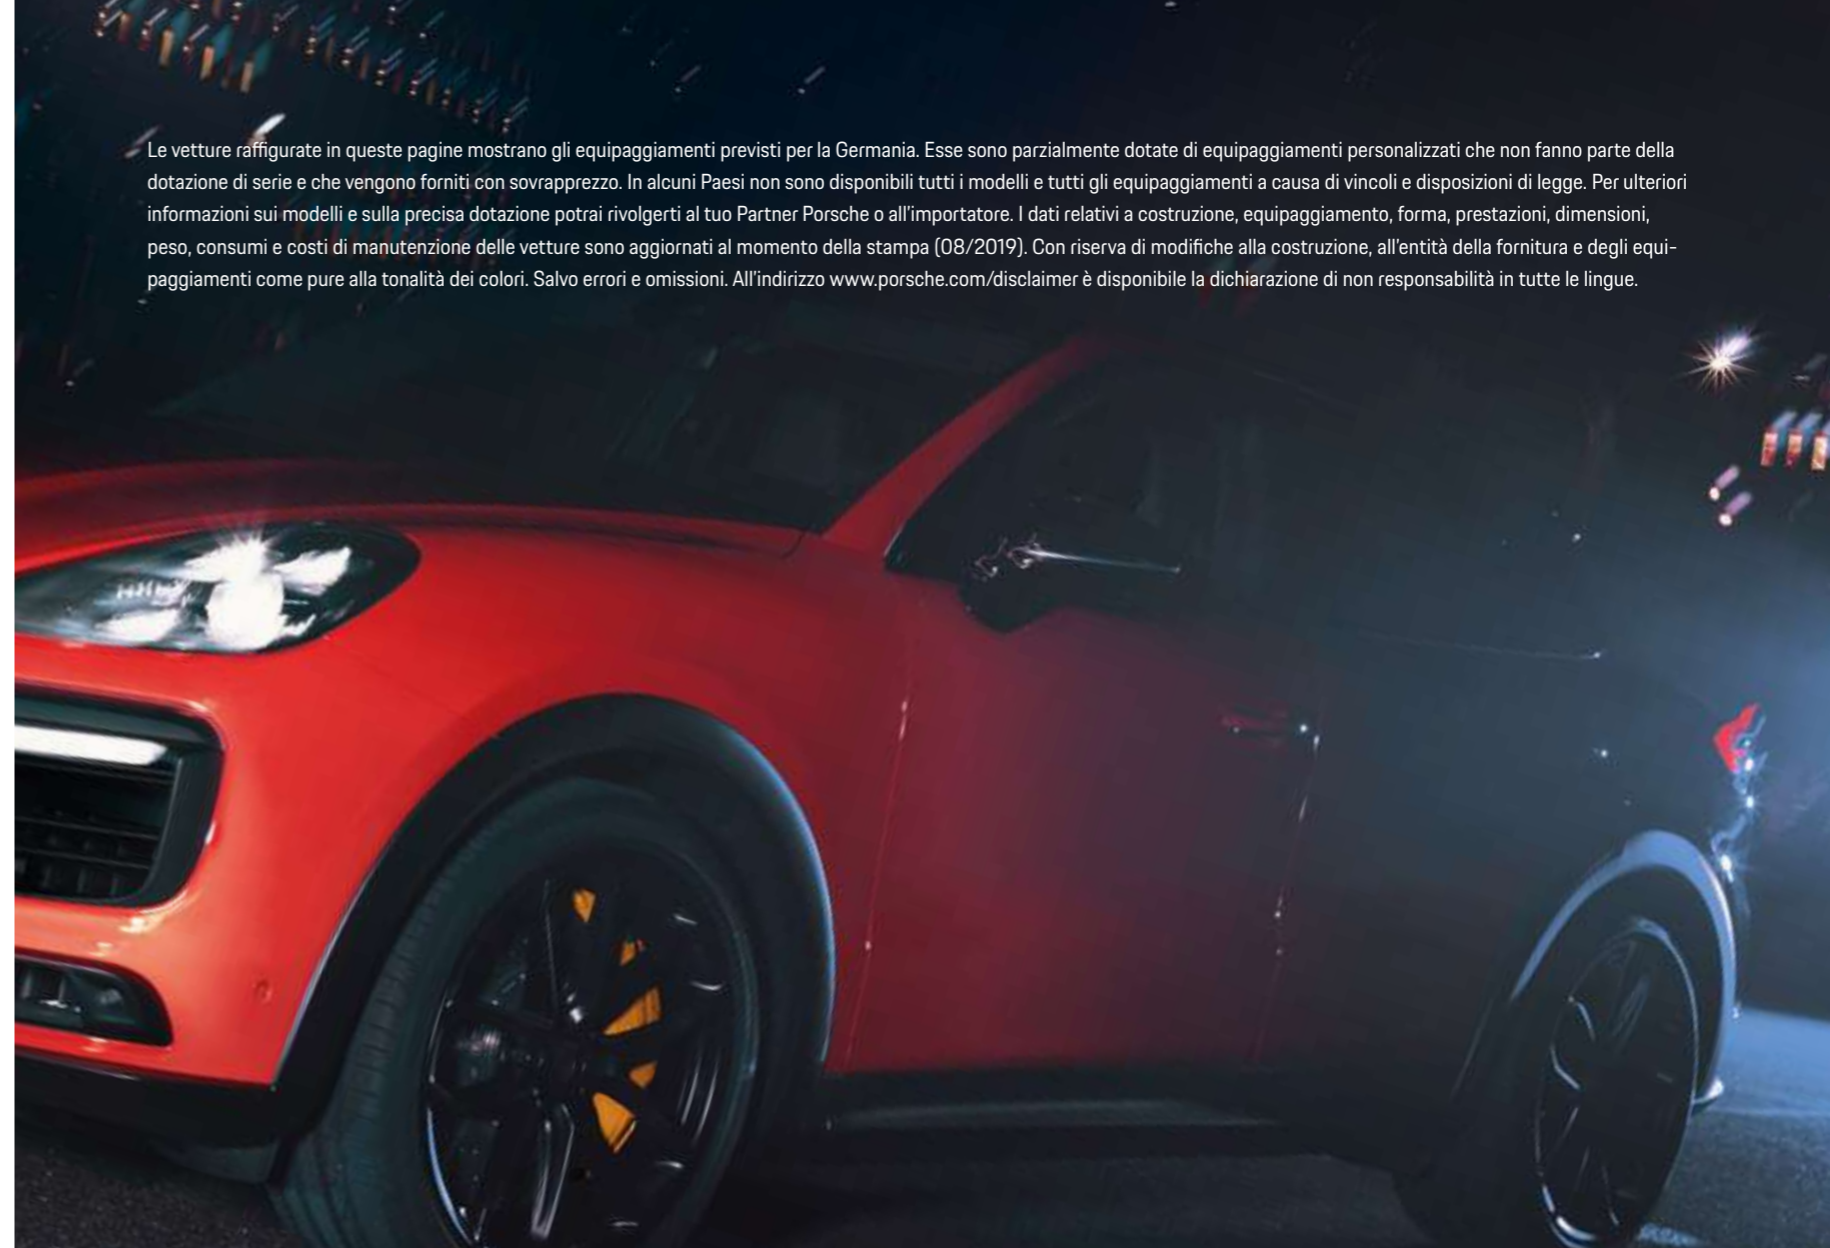 Le vetture raffigurate in queste pagine mostrano gli equipaggiamenti previsti per la Germania. Esse sono parzialmente dotate di equipaggiamenti personalizzati che non fanno parte della
dotazione di serie e che vengono forniti con sovrapprezzo. In alcuni Paesi non sono disponibili tutti i modelli e tutti gli equipaggiamenti a causa di vincoli e disposizioni di legge. Per ulteriori
informazioni sui modelli e sulla precisa dotazione potrai rivolgerti al tuo Partner Porsche o all'importatore. I dati relativi a costruzione, equipaggiamento, forma, prestazioni, dimensioni,
peso, consumi e costi di manutenzione delle vetture sono aggiornati al momento della stampa (08/2019). Con riserva di modifiche alla costruzione, all'entità della fornitura e degli equi-
paggiamenti come pure alla tonalità dei colori. Salvo errori e omissioni. All'indirizzo www.porsche.com/disclaimer è disponibile la dichiarazione di non responsabilità in tutte le lingue.